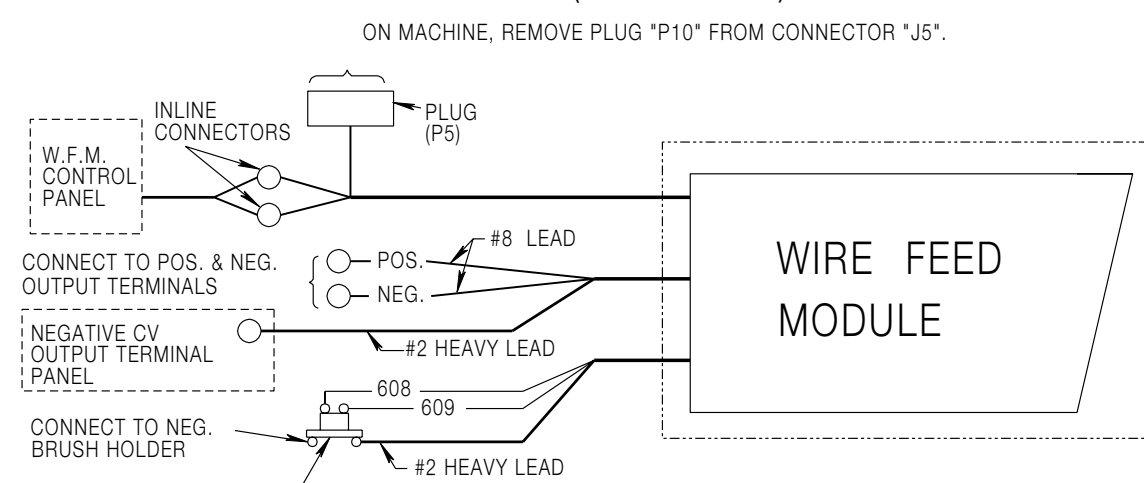 ON MACHINE, REMOVE PLUG "P10" FROM CONNECTOR "J5".
INLINE
CONNECTORS
PLUG
(P5)
W.F.M.
CONTROL
PANEL
#8 LEAD
CONNECT TO POS. & NEG.
OUTPUT TERMINALS
POS.
NEG.
WIRE FEED
MODULE
NEGATIVE CV
OUTPUT TERMINAL
PANEL
#2 HEAVY LEAD
608
609
CONNECT TO NEG.
BRUSH HOLDER
#2 HEAVY LEAD